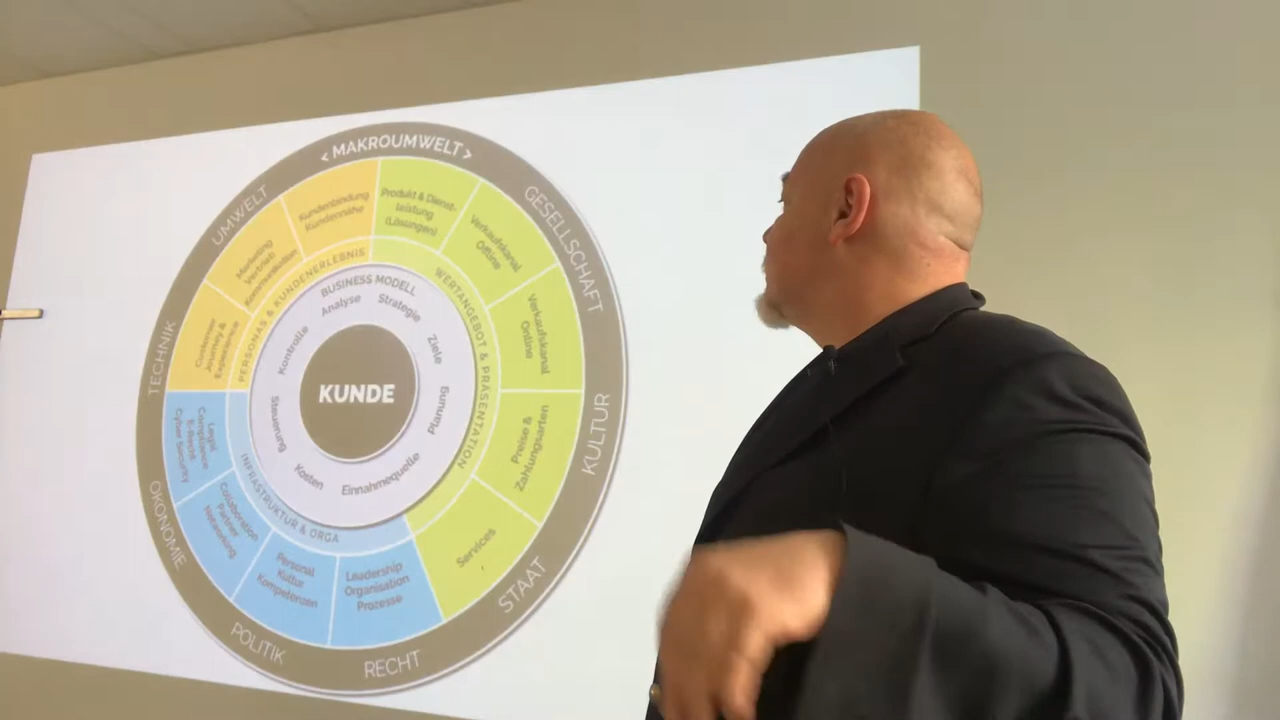 < MAKROUMWELT >
GESELLSCHAFT
KULTUR
STAAT
RECHT
POLITIK
ÖKONOMIE
TECHNIK
UMWELT
Produkt & Dienst-
leistung
(Lösungen)
Verkaufskanal
Offline
Verkaufskanal
Online
Preise &
Zahlungsarten
Services
Leadership
Organisation
Prozesse
Personal
Kultur
Kompetenzen
Collaboration
Partner
Networking
Legal
Compliance
E-Recht
Cyber Security
Customer
Journey &
Experience
Marketing
Vertrieb
Kommunikation
Kundenbindung
Kundennähe
WERTANGEBOT & PRÄSENTATION
INFRASTRUKTUR & ORGA
PERSONAS & KUNDENERLEBNIS
BUSINESS MODELL
Analyse
Strategie
Ziele
Planung
Einnahmequelle
Kosten
Steuerung
Kontrolle
KUNDE